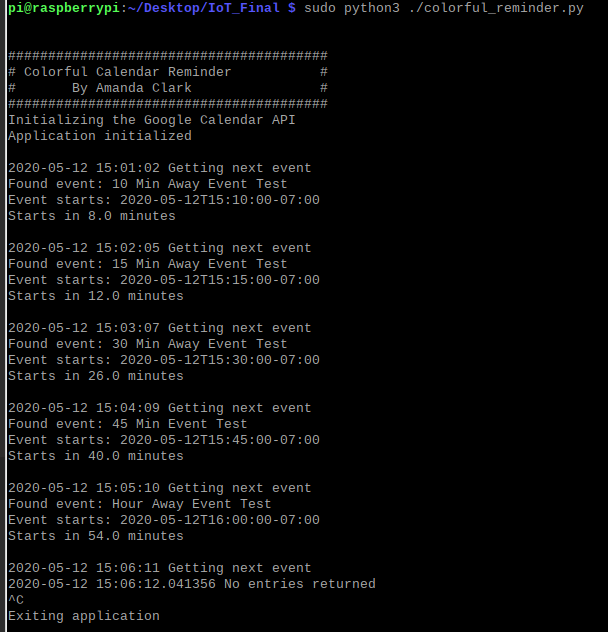 pi@raspberrypi:~/Desktop/IoT_Final $ sudo python3 ./colorful_reminder.py
########################################
# Colorful Calendar Reminder           #
#       By Amanda Clark                #
########################################
Initializing the Google Calendar API
Application initialized
2020-05-12 15:01:02 Getting next event
Found event: 10 Min Away Event Test
Event starts: 2020-05-12T15:10:00-07:00
Starts in 8.0 minutes
2020-05-12 15:02:05 Getting next event
Found event: 15 Min Away Event Test
Event starts: 2020-05-12T15:15:00-07:00
Starts in 12.0 minutes
2020-05-12 15:03:07 Getting next event
Found event: 30 Min Away Event Test
Event starts: 2020-05-12T15:30:00-07:00
Starts in 26.0 minutes
2020-05-12 15:04:09 Getting next event
Found event: 45 Min Event Test
Event starts: 2020-05-12T15:45:00-07:00
Starts in 40.0 minutes
2020-05-12 15:05:10 Getting next event
Found event: Hour Away Event Test
Event starts: 2020-05-12T16:00:00-07:00
Starts in 54.0 minutes
2020-05-12 15:06:11 Getting next event
2020-05-12 15:06:12.041356 No entries returned
^C
Exiting application